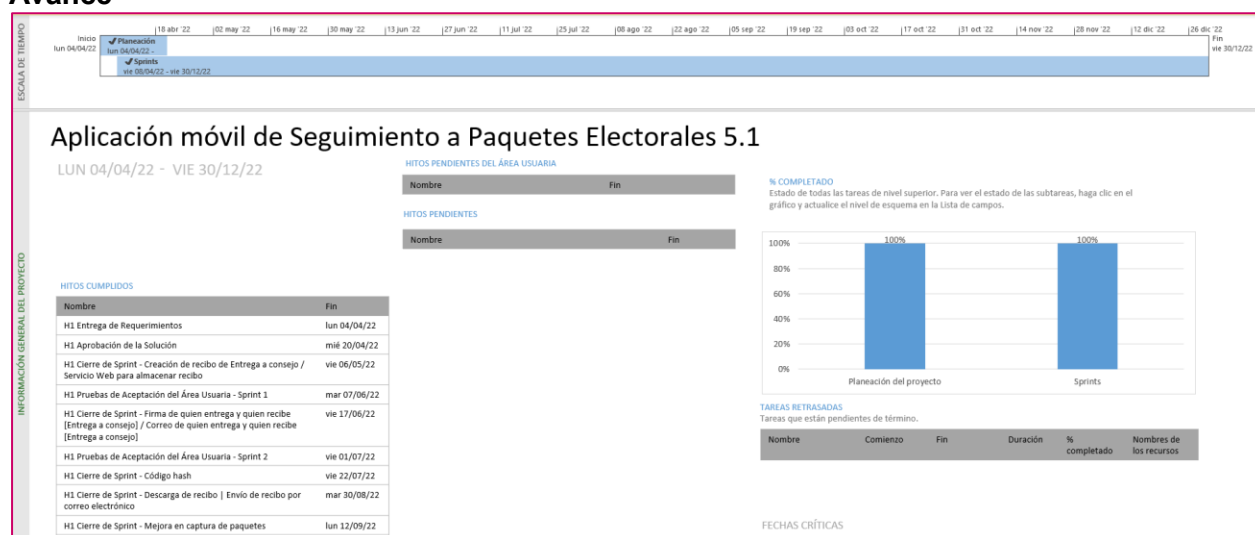 Avance
ESCALA DE TIEMPO
Inicio
lun 04/04/22
18 abr '22 02 may '22 16 may '22 30 may '22 13 jun '22 27 jun '22 11 jul '22 25 jul '22 08 ago '22 22 ago '22 05 sep '22 19 sep '22 03 oct '22 17 oct '22 31 oct '22 14 nov '22 28 nov '22 12 dic '22 26 dic '22
Planeación
lun 04/04/22 -
Sprints
vie 08/04/22 - vie 30/12/22
Fin
vie 30/12/22
INFORMACIÓN GENERAL DEL PROYECTO
Aplicación móvil de Seguimiento a Paquetes Electorales 5.1
LUN 04/04/22 - VIE 30/12/22
HITOS PENDIENTES DEL ÁREA USUARIA
Nombre Fin
HITOS PENDIENTES
Nombre Fin
HITOS CUMPLIDOS
Nombre Fin
H1 Entrega de Requerimientos lun 04/04/22
H1 Aprobación de la Solución mié 20/04/22
H1 Cierre de Sprint - Creación de recibo de Entrega a consejo / vie 06/05/22
Servicio Web para almacenar recibo
H1 Pruebas de Aceptación del Área Usuaria - Sprint 1 mar 07/06/22
H1 Cierre de Sprint - Firma de quien entrega y quien recibe vie 17/06/22
[Entrega a consejo] / Correo de quien entrega y quien recibe
[Entrega a consejo]
H1 Pruebas de Aceptación del Área Usuaria - Sprint 2 vie 01/07/22
H1 Cierre de Sprint - Código hash vie 22/07/22
H1 Cierre de Sprint - Descarga de recibo | Envío de recibo por mar 30/08/22
correo electrónico
H1 Cierre de Sprint - Mejora en captura de paquetes lun 12/09/22
% COMPLETADO
Estado de todas las tareas de nivel superior. Para ver el estado de las subtareas, haga clic en el
gráfico y actualice el nivel de esquema en la Lista de campos.
100% 100%
100%
80%
60%
40%
20%
0%
Planeación del proyecto Sprints
TAREAS RETRASADAS
Tareas que están pendientes de término.
Nombre Comienzo Fin Duración % Nombres de
completado los recursos
FECHAS CRÍTICAS